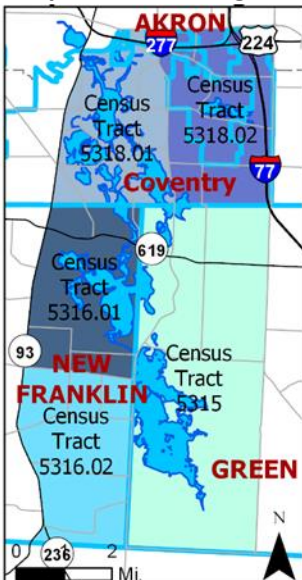 AKRON
277
224
Census
Tract
5318.01
Census
Tract
5318.02
77
Coventry
619
Census
Tract
5316.01
93
NEW
FRANKLIN
Census
Tract
5315
Census
Tract
5316.02
GREEN
N
236
0 2
Mi.